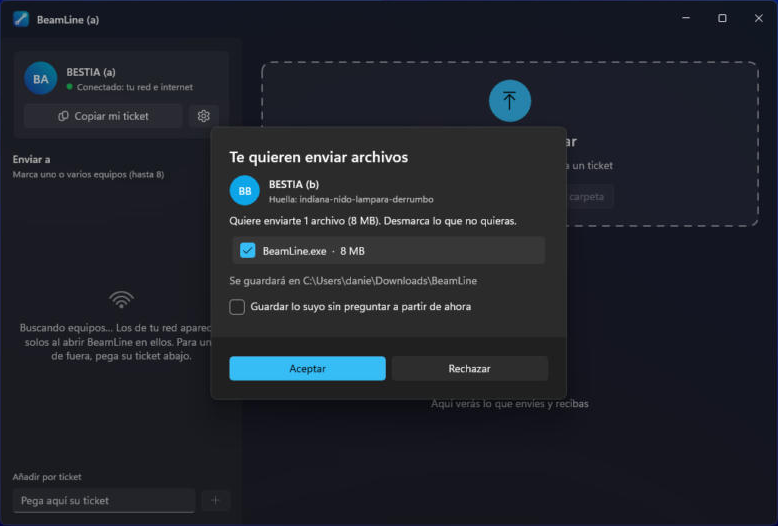 BeamLine (a)
BA
BESTIA (a)
Conectado: tu red e internet
Copiar mi ticket
Enviar a
Marca uno o varios equipos (hasta 8)
Buscando equipos... Los de tu red aparec
solos al abrir BeamLine en ellos. Para un
de fuera, pega su ticket abajo.
Añadir por ticket
Pega aquí su ticket
ar
a un ticket
carpeta
Te quieren enviar archivos
BB
BESTIA (b)
Huella: indiana-nido-lampara-derrumbo
Quiere enviarte 1 archivo (8 MB). Desmarca lo que no quieras.
BeamLine.exe · 8 MB
Se guardará en C:\Users\danie\Downloads\BeamLine
Guardar lo suyo sin preguntar a partir de ahora
Aceptar
Rechazar
Aquí verás lo que envíes y recibas